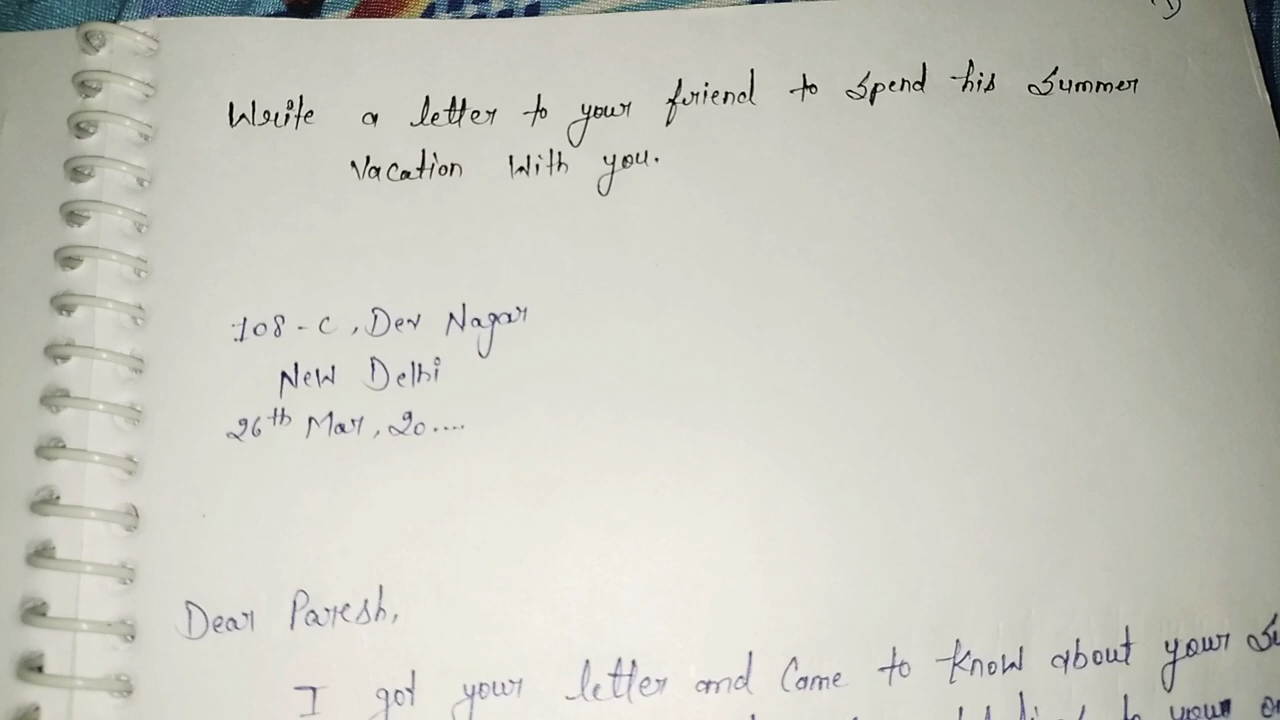 Write a letter to your friend to spend his summer
Vacation With you.
108-C, Dev Nagar
New Delhi
26th Mar, 20....
Dear Paresh,
I got your letter and Came to know about your